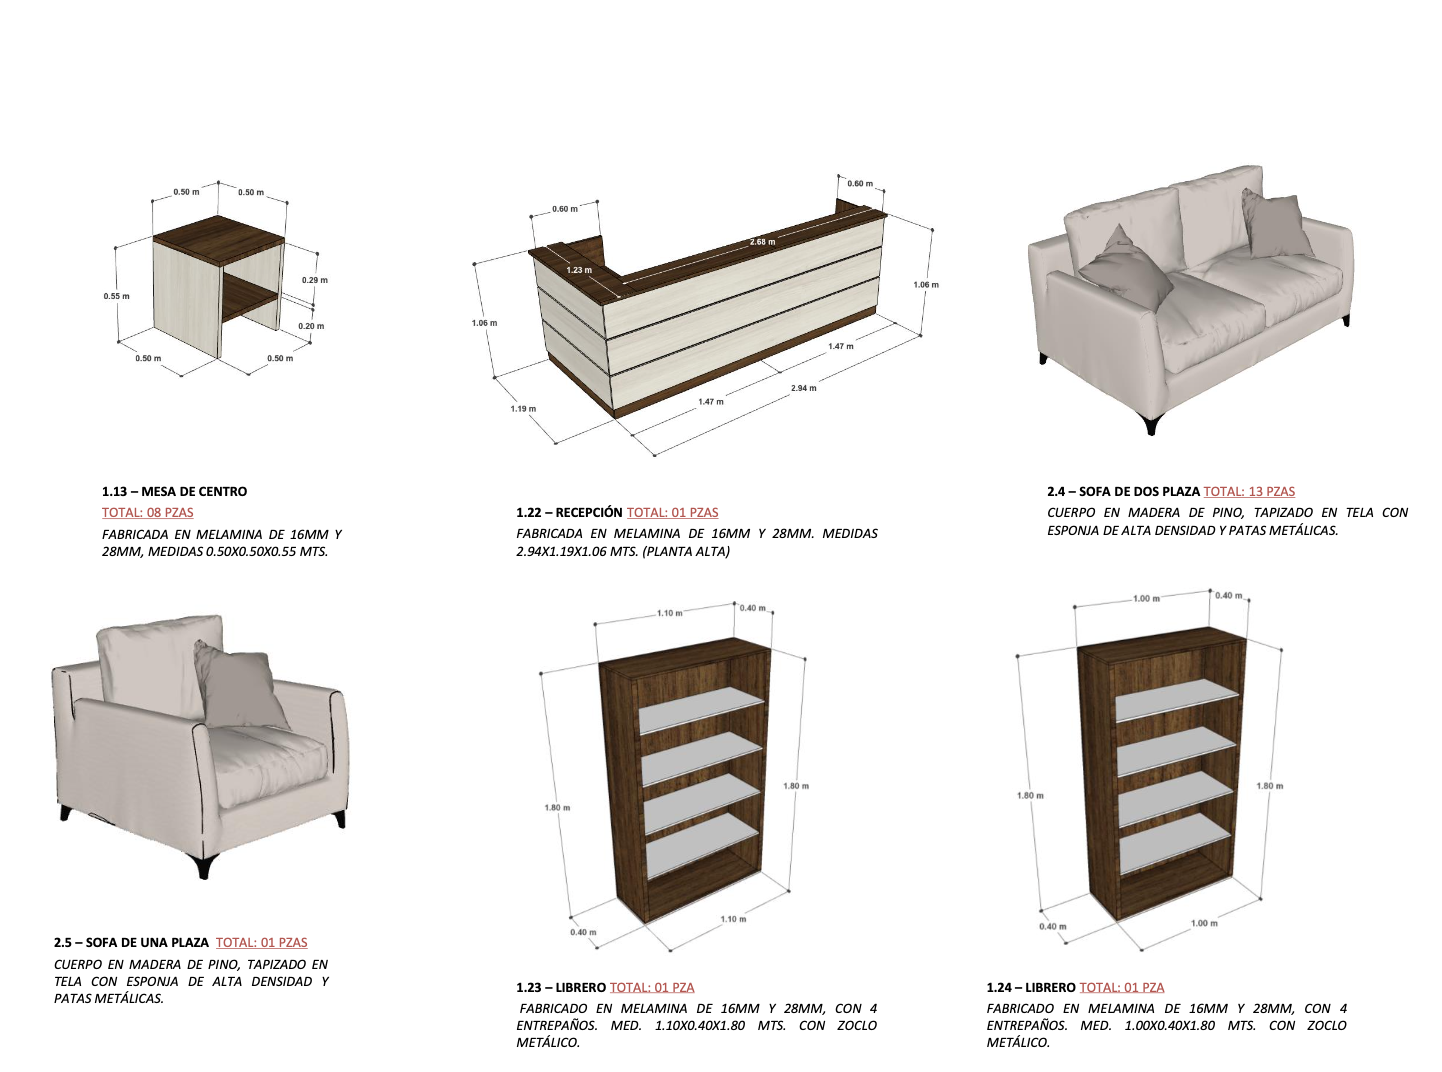 0.50 m
0.50 m
0.55 m
0.29 m
0.20 m
0.50 m
0.50 m
1.13 – MESA DE CENTRO
TOTAL: 08 PZAS
FABRICADA EN MELAMINA DE 16MM Y
28MM, MEDIDAS 0.50X0.50X0.55 MTS.
0.60 m
0.60 m
2.68 m
1.23 m
1.06 m
1.06 m
1.47 m
2.94 m
1.47 m
1.19 m
1.22 – RECEPCIÓN TOTAL: 01 PZAS
FABRICADA EN MELAMINA DE 16MM Y 28MM. MEDIDAS
2.94X1.19X1.06 MTS. (PLANTA ALTA)
2.4 – SOFA DE DOS PLAZA TOTAL: 13 PZAS
CUERPO EN MADERA DE PINO, TAPIZADO EN TELA CON
ESPONJA DE ALTA DENSIDAD Y PATAS METÁLICAS.
2.5 – SOFA DE UNA PLAZA TOTAL: 01 PZAS
CUERPO EN MADERA DE PINO, TAPIZADO EN
TELA CON ESPONJA DE ALTA DENSIDAD Y
PATAS METÁLICAS.
1.10 m
0.40 m
1.80 m
1.80 m
1.10 m
0.40 m
1.23 – LIBRERO TOTAL: 01 PZA
FABRICADO EN MELAMINA DE 16MM Y 28MM, CON 4
ENTREPAÑOS. MED. 1.10X0.40X1.80 MTS. CON ZOCLO
METÁLICO.
1.00 m
0.40 m
1.80 m
1.80 m
1.00 m
0.40 m
1.24 – LIBRERO TOTAL: 01 PZA
FABRICADO EN MELAMINA DE 16MM Y 28MM, CON 4
ENTREPAÑOS. MED. 1.00X0.40X1.80 MTS. CON ZOCLO
METÁLICO.